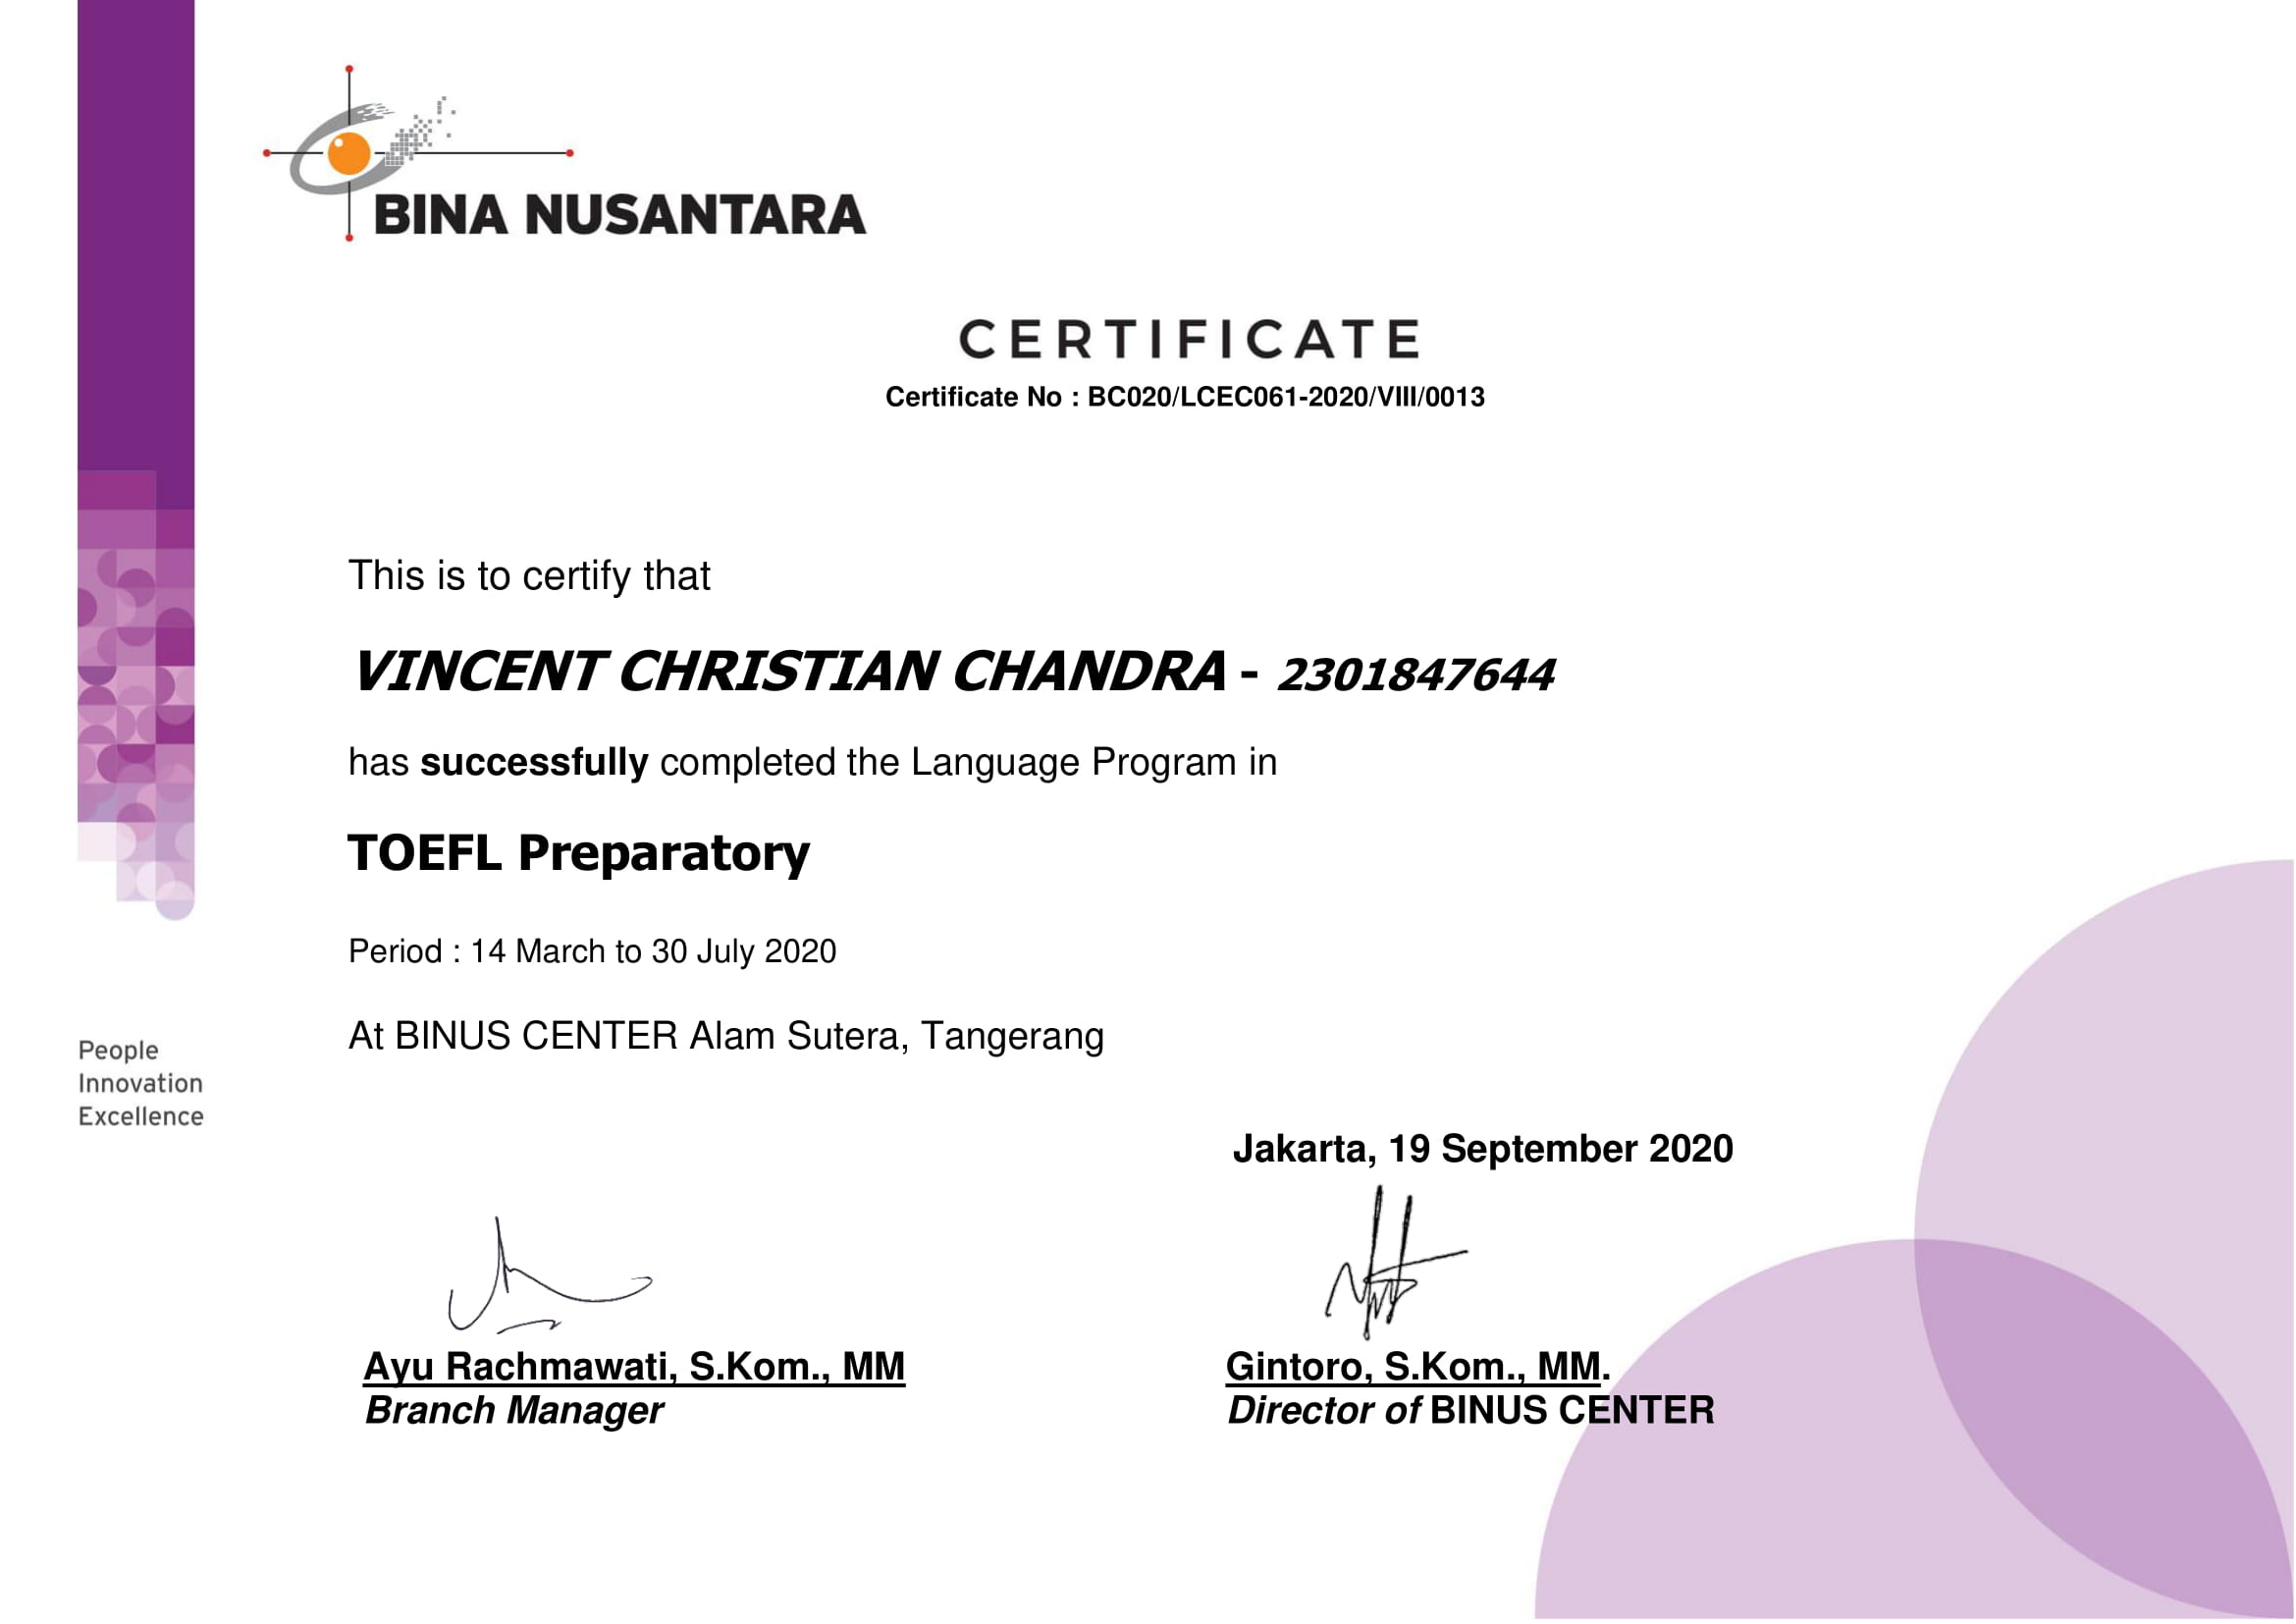 BINA NUSANTARA
CERTIFICATE
Certificate No : BC020/LCEC061-2020/VIII/0013
This is to certify that
VINCENT CHRISTIAN CHANDRA - 2301847644
has successfully completed the Language Program in
TOEFL Preparatory
Period : 14 March to 30 July 2020
At BINUS CENTER Alam Sutera, Tangerang
People
Innovation
Excellence
Jakarta, 19 September 2020
Ayu Rachmawati, S.Kom., MM
Branch Manager
Gintoro, S.Kom., MM.
Director of BINUS CENTER